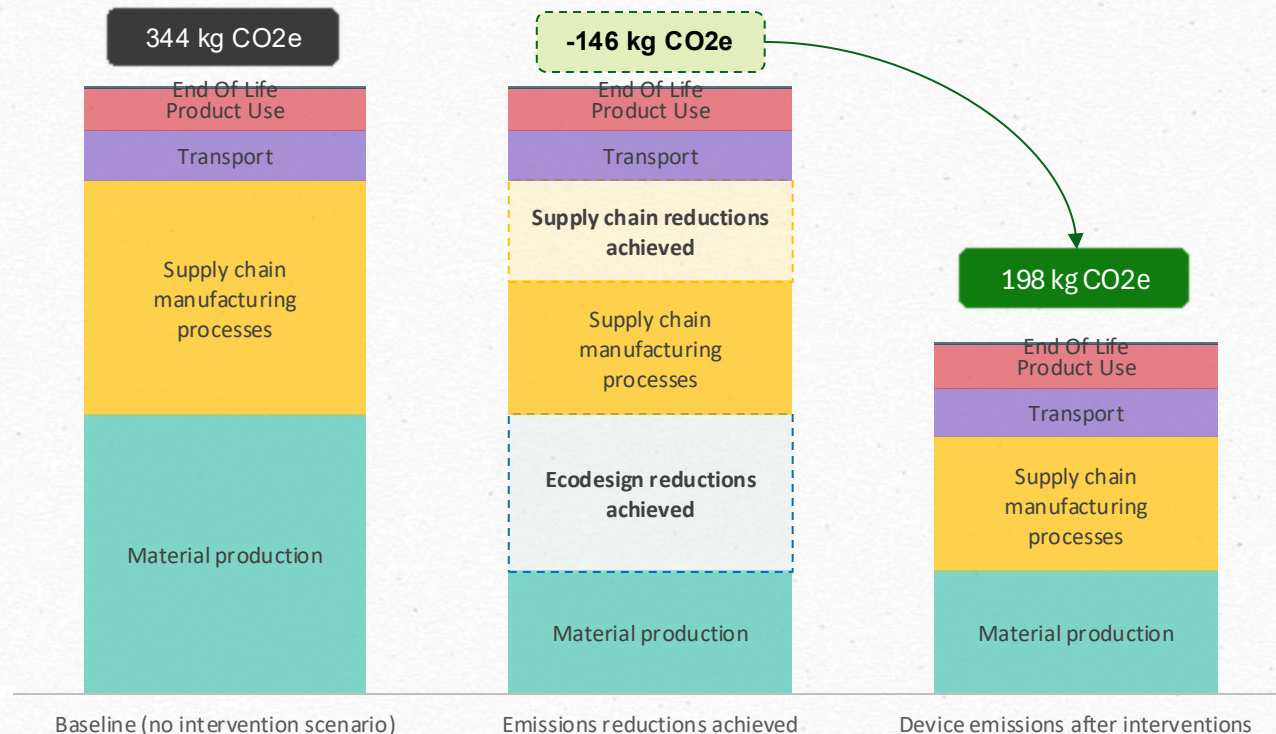 344 kg CO2e
End Of Life
Product Use
Transport
Supply chain
manufacturing
processes
Material production
Baseline (no intervention scenario)
-146 kg CO2e
End Of Life
Product Use
Transport
Supply chain reductions
achieved
Supply chain
manufacturing
processes
Ecodesign reductions
achieved
Material production
Emissions reductions achieved
198 kg CO2e
End Of Life
Product Use
Transport
Supply chain
manufacturing
processes
Material production
Device emissions after interventions